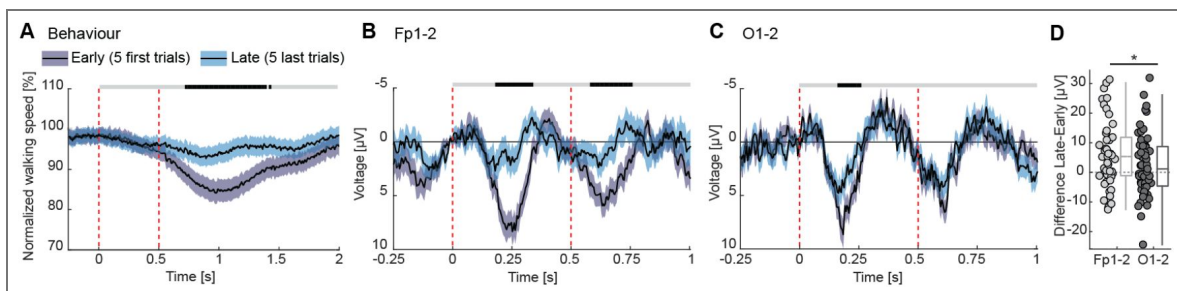 A Behaviour
Early (5 first trials) Late (5 last trials)
Normalized walking speed [%]
110
100
90
80
70
0 0.5 1 1.5 2
Time [s]
B Fp1-2
Voltage [µV]
-5
0
5
10
-0.25 0 0.25 0.5 0.75 1
Time [s]
C O1-2
Voltage [µV]
-5
0
5
10
-0.25 0 0.25 0.5 0.75 1
Time [s]
D
*
Difference Late-Early [µV]
30
20
10
0
-10
-20
Fp1-2 O1-2